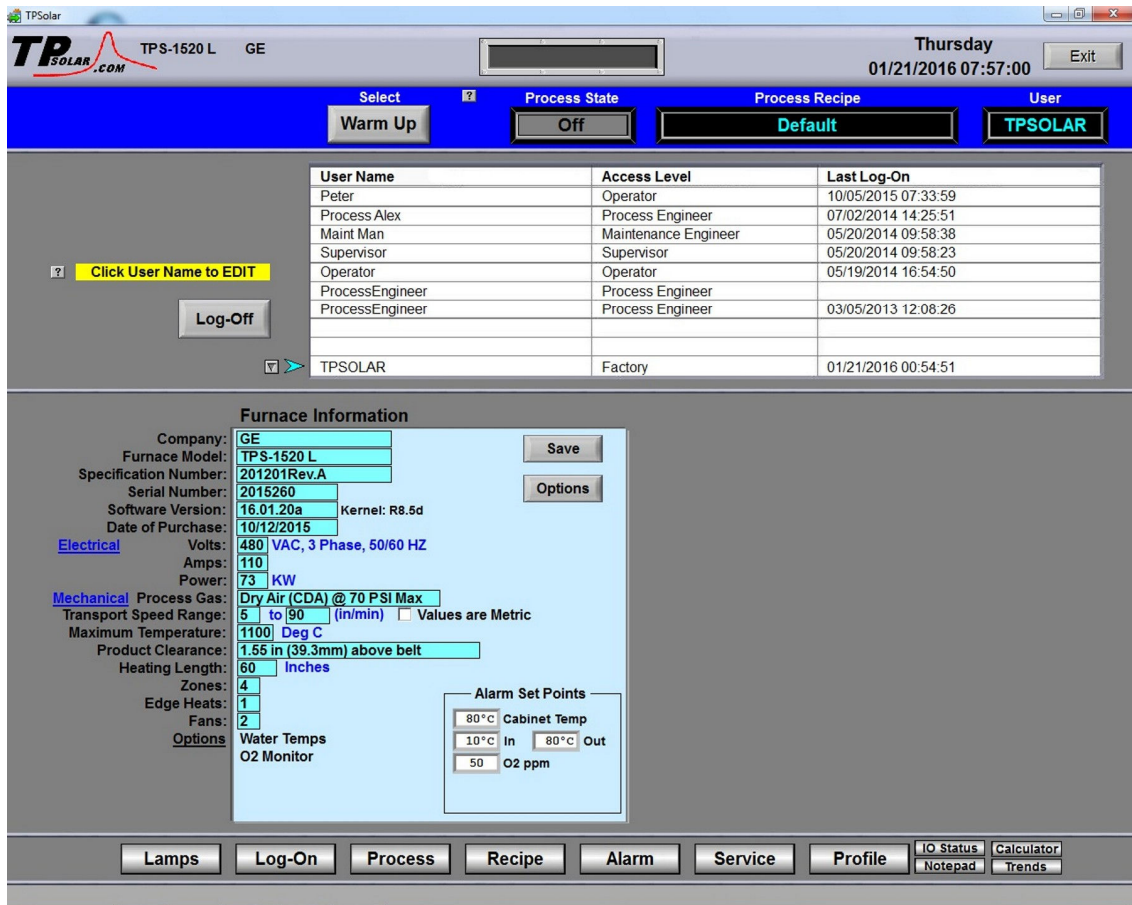 TPSolar
TP SOLAR .COM TPS-1520 L GE Thursday
01/21/2016 07:57:00 Exit
Select ? Process State Process Recipe User
Warm Up Off Default TPSOLAR
User Name Access Level Last Log-On
Peter Operator 10/05/2015 07:33:59
Process Alex Process Engineer 07/02/2014 14:25:51
Maint Man Maintenance Engineer 05/20/2014 09:58:38
Supervisor Supervisor 05/20/2014 09:58:23
? Click User Name to EDIT Operator Operator 05/19/2014 16:54:50
ProcessEngineer Process Engineer
Log-Off ProcessEngineer Process Engineer 03/05/2013 12:08:26
TPSOLAR Factory 01/21/2016 00:54:51
Furnace Information
Company: GE
Save
Furnace Model: TPS-1520 L
Specification Number: 201201Rev.A
Serial Number: 2015260
Options
Software Version: 16.01.20a Kernel: R8.5d
Date of Purchase: 10/12/2015
Electrical Volts: 480 VAC, 3 Phase, 50/60 HZ
Amps: 110
Power: 73 KW
Mechanical Process Gas: Dry Air (CDA) @ 70 PSI Max
Transport Speed Range: 5 to 90 (in/min) Values are Metric
Maximum Temperature: 1100 Deg C
Product Clearance: 1.55 in (39.3mm) above belt
Heating Length: 60 Inches
Zones: 4
Edge Heats: 1
Fans: 2
Options Water Temps
O2 Monitor
Alarm Set Points
80°C Cabinet Temp
10°C In 80°C Out
50 O2 ppm
Lamps Log-On Process Recipe Alarm Service Profile IO Status Calculator
Notepad Trends